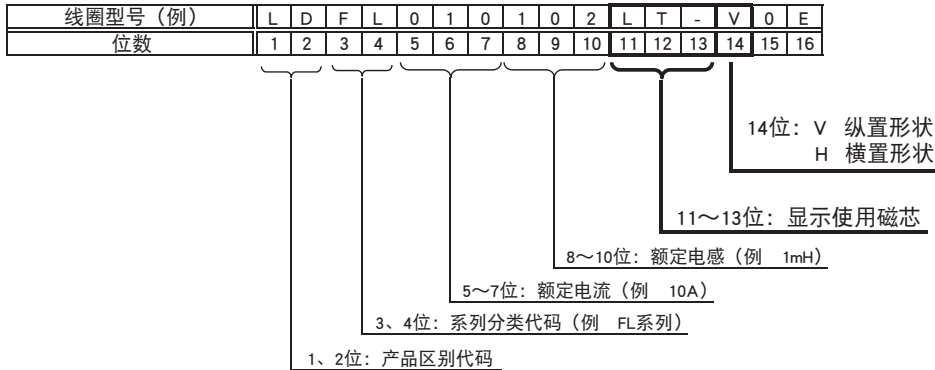 线圈型号（例） L D F L 0 1 0 1 0 2 L T - V 0 E
位数 1 2 3 4 5 6 7 8 9 10 11 12 13 14 15 16
14位：V 纵置形状
H 横置形状
11～13位：显示使用磁芯
8～10位：额定电感（例 1mH）
5～7位：额定电流（例 10A）
3、4位：系列分类代码（例 FL系列）
1、2位：产品区别代码